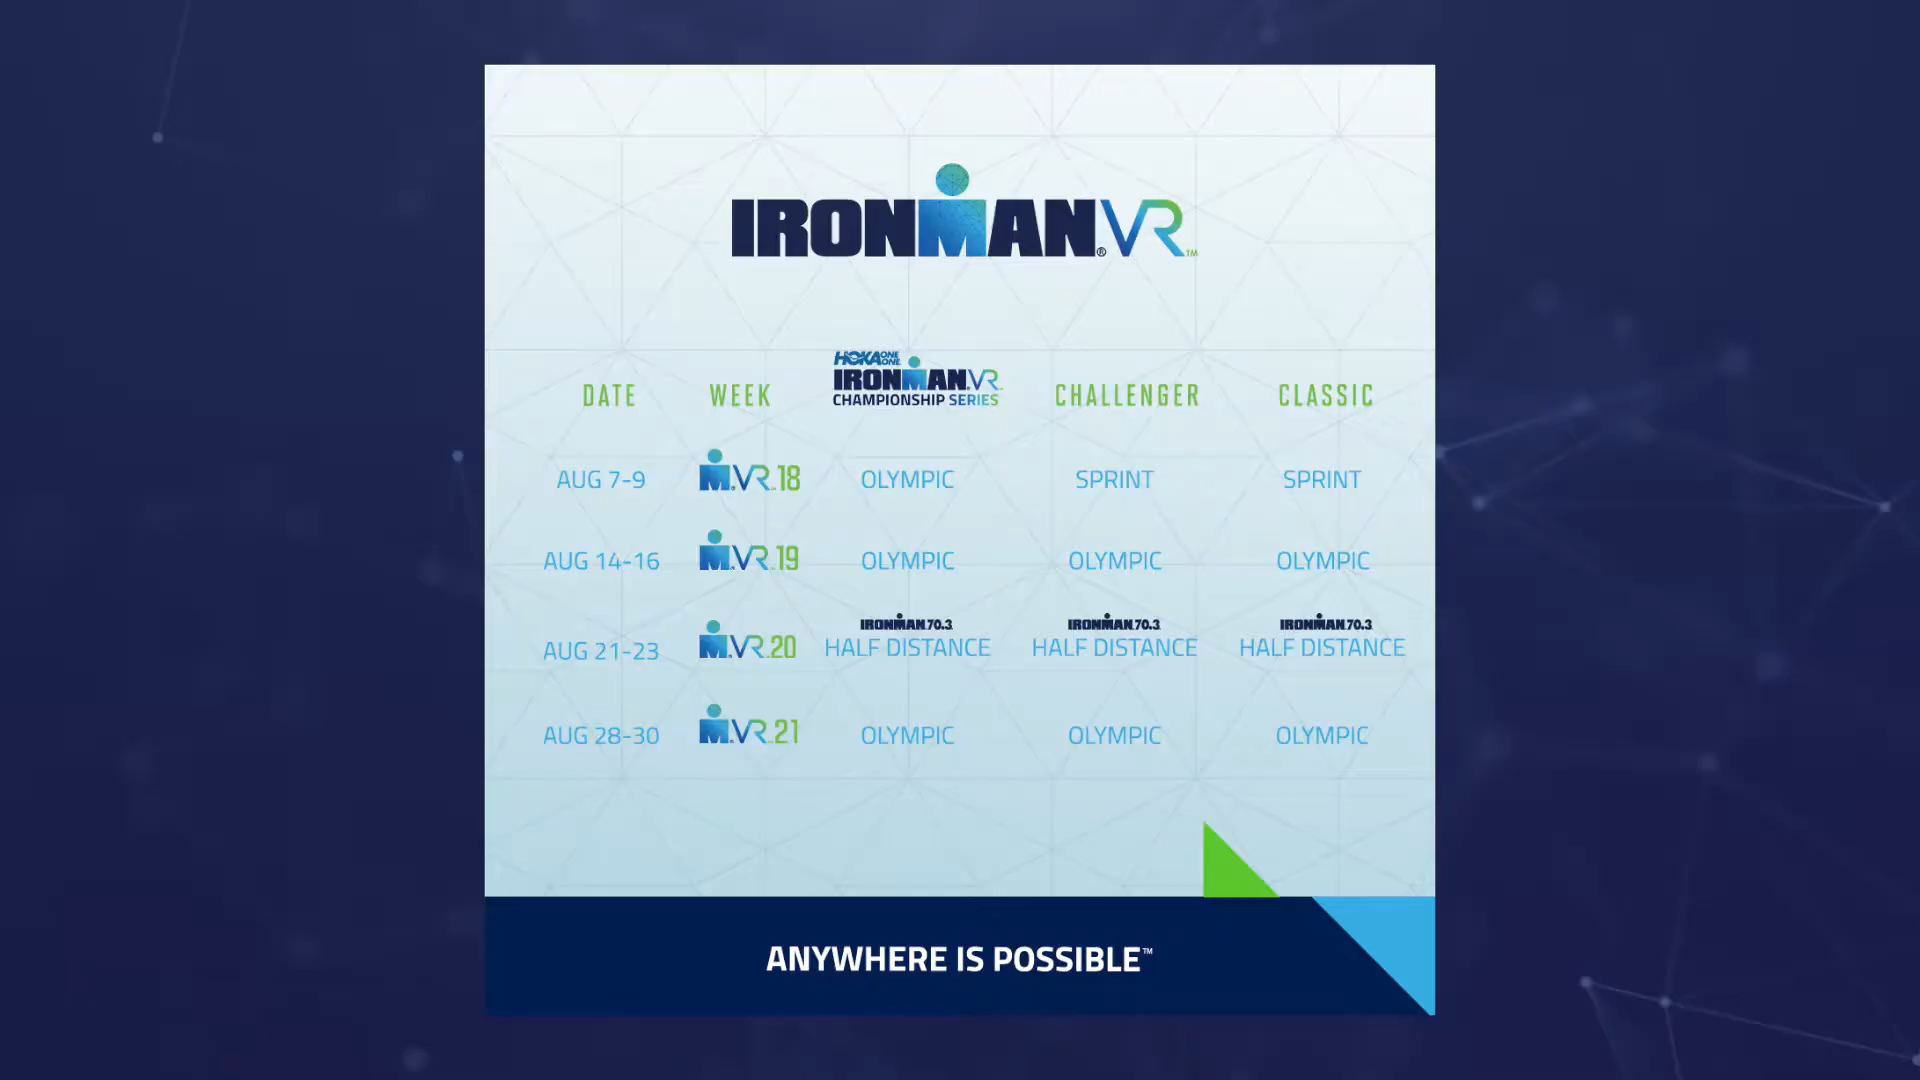 IRONMAN® VR™
DATE WEEK HOKA ONE ONE IRONMAN VR CHAMPIONSHIP SERIES CHALLENGER CLASSIC
AUG 7-9 M.VR.18 OLYMPIC SPRINT SPRINT
AUG 14-16 M.VR.19 OLYMPIC OLYMPIC OLYMPIC
IRONMAN 70.3 IRONMAN 70.3 IRONMAN 70.3
AUG 21-23 M.VR.20 HALF DISTANCE HALF DISTANCE HALF DISTANCE
AUG 28-30 M.VR.21 OLYMPIC OLYMPIC OLYMPIC
ANYWHERE IS POSSIBLE™